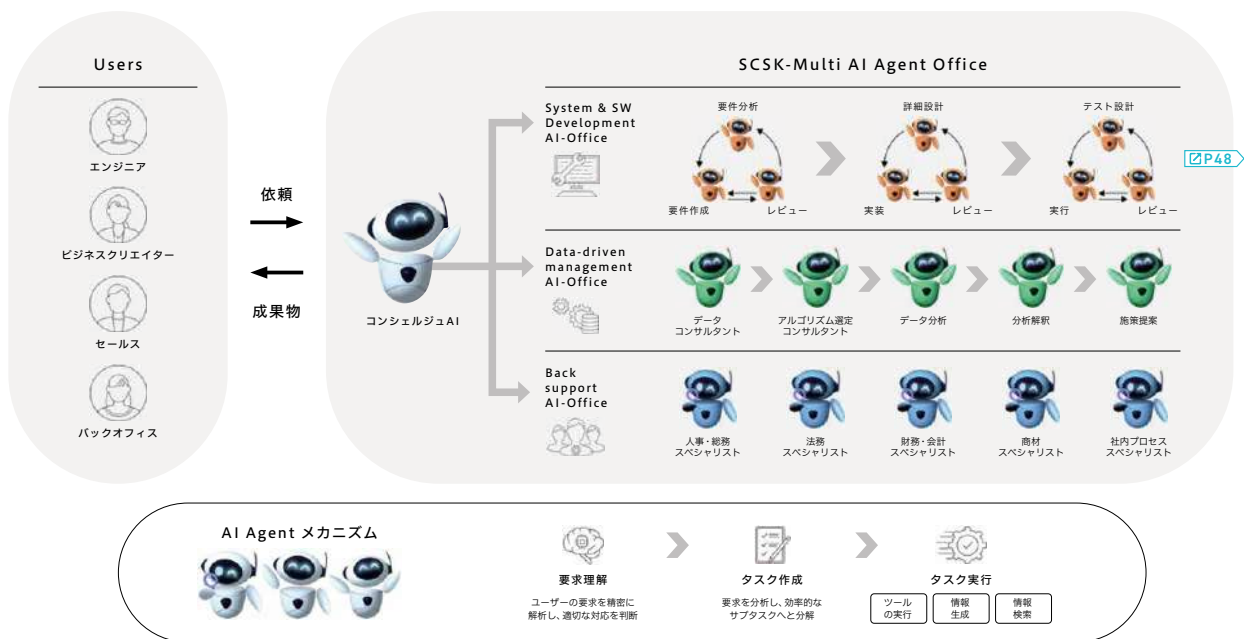 Users
エンジニア
ビジネスクリエイター
セールス
バックオフィス
依頼
成果物
コンシェルジュAI
SCSK-Multi AI Agent Office
System & SW
Development
AI-Office
要件分析
要件作成
レビュー
詳細設計
実装
レビュー
テスト設計
実行
レビュー
P48
Data-driven
management
AI-Office
データ
コンサルタント
アルゴリズム選定
コンサルタント
データ分析
分析解釈
施策提案
Back
support
AI-Office
人事・総務
スペシャリスト
法務
スペシャリスト
財務・会計
スペシャリスト
商材
スペシャリスト
社内プロセス
スペシャリスト
AI Agent メカニズム
要求理解
ユーザーの要求を精密に
解析し、適切な対応を判断
タスク作成
要求を分析し、効率的な
サブタスクへと分解
タスク実行
ツール
の実行
情報
生成
情報
検索